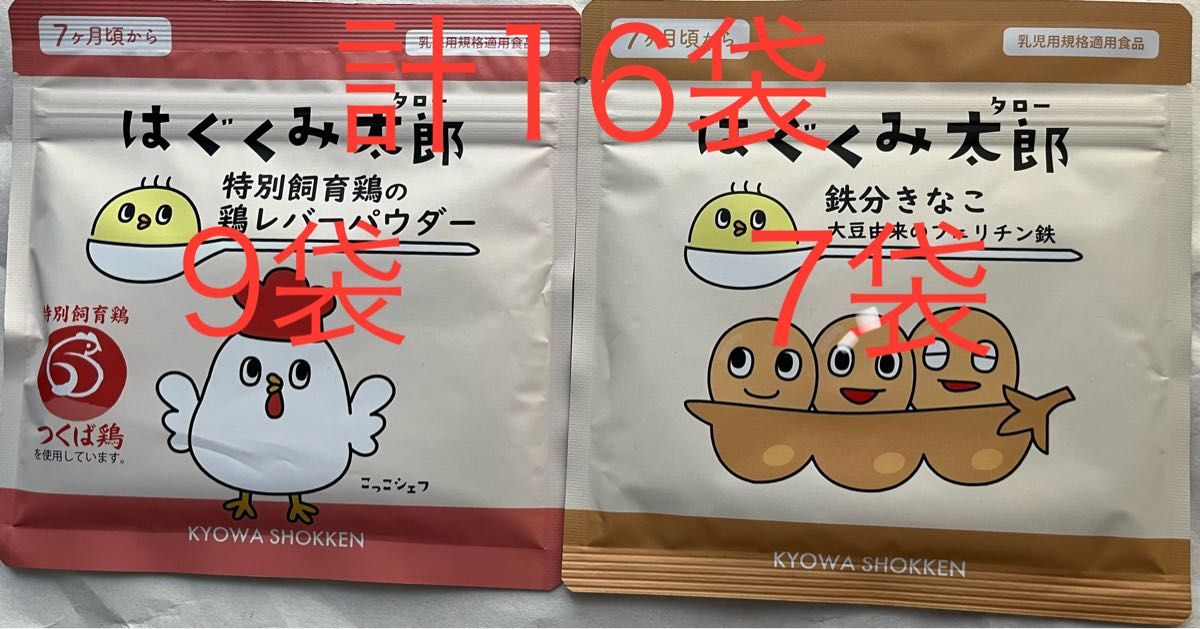 7ヶ月頃から
乳児用規格適用食品
計16袋
タロー
はぐくみ太郎
特別飼育鶏の
鶏レバーパウダー
9袋
特別飼育鶏
つくば鶏
を使用しています。
こっこシェフ
KYOWA SHOKKEN
7ヶ月頃から
乳児用規格適用食品
タロー
はぐくみ太郎
鉄分きなこ
大豆由来のフェリチン鉄
7袋
KYOWA SHOKKEN